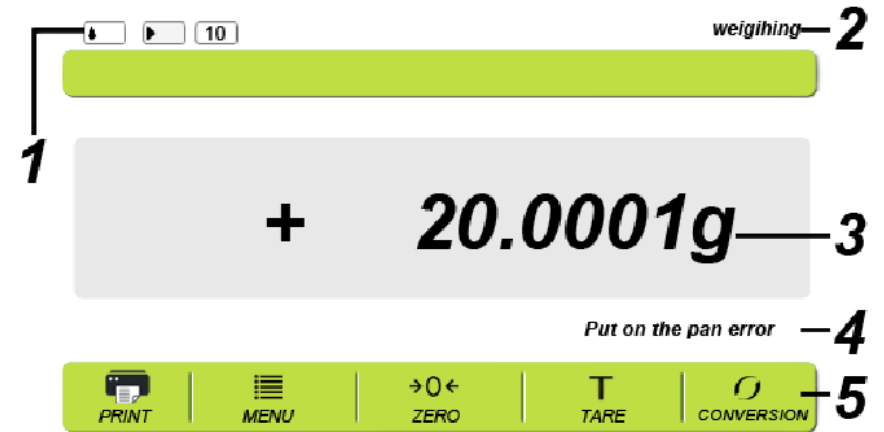 10
weigihing 2
1
+ 20.0001g 3
Put on the pan error 4
→0← T 5
PRINT MENU ZERO TARE CONVERSION